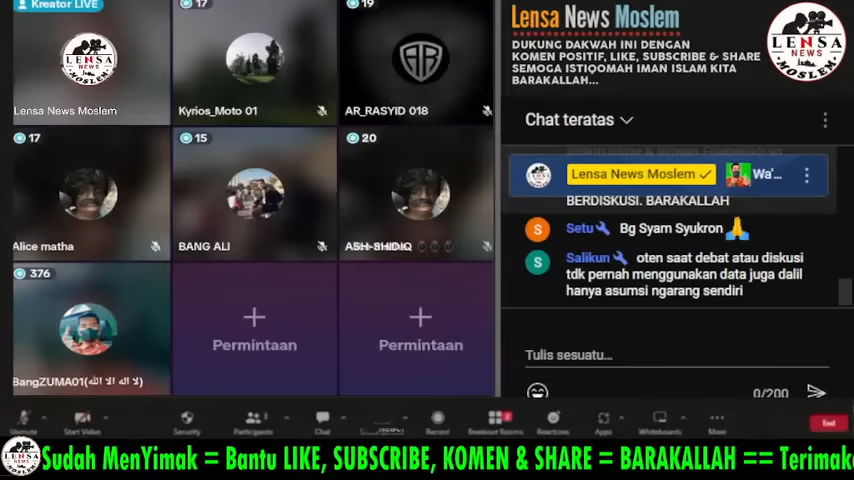 Kreator LIVE
17
19
LENSA
NEWS
MOSLEM
Lensa News Moslem
Kyrios_Moto 01
AR_RASYID 018
17
15
20
Alice matha
BANG ALI
ASH-SHIDIQ
376
Permintaan
Permintaan
BangZUMA01(لا اله الا الله)
Lensa News Moslem
DUKUNG DAKWAH INI DENGAN
KOMEN POSITIF, LIKE, SUBSCRIBE & SHARE
SEMOGA ISTIQOMAH IMAN ISLAM KITA
BARAKALLAH...
LENSA
NEWS
MOSLEM
Chat teratas
Lensa News Moslem Wa'...
BERDISKUSI. BARAKALLAH
S Setu Bg Syam Syukron
S Salikun oten saat debat atau diskusi
tdk pernah menggunakan data juga dalil
hanya asumsi ngarang sendiri
Tulis sesuatu...
0/200
Unmute
Start Video
Security
Participants
Chat
Record
Breakout Rooms
Reactions
Apps
Whiteboards
More
End
LENSA
NEWS
MOSLEM
Sudah MenYimak = Bantu LIKE, SUBSCRIBE, KOMEN & SHARE = BARAKALLAH == Terimak